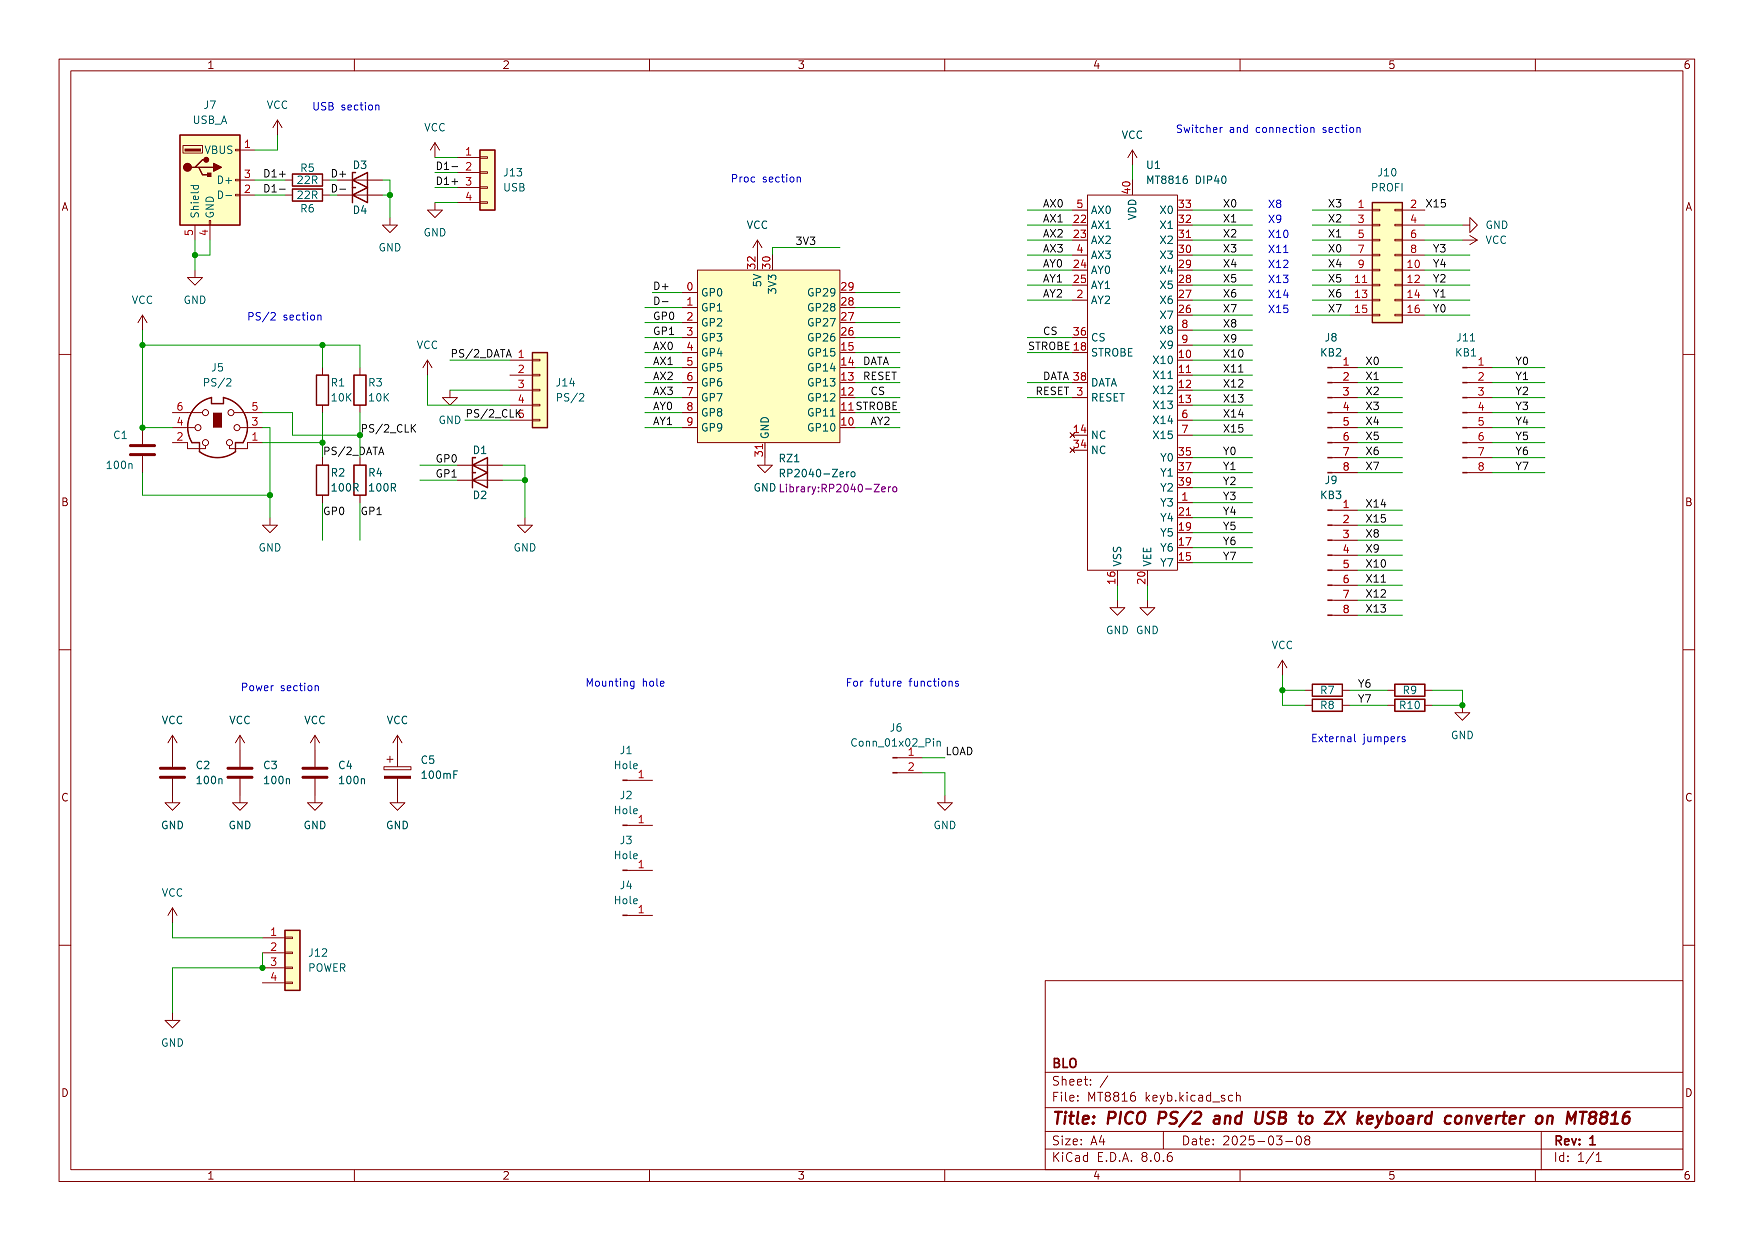 1 2 3 4 5 6
A
B
C
D
J7
USB_A
VCC
USB section
VBUS 1
D+ 3 D1+ R5 22R D+ D3
D- 2 D1- 22R R6 D- D4
Shield GND
5 4
GND
GND
VCC
1
D1- 2
D1+ 3
4
J13
USB
GND
PS/2 section
VCC
J5
PS/2
6 5
4 3
2 1
C1
100n
R1
10K
R3
10K
PS/2_CLK
PS/2_DATA
R2
100R
R4
100R
GP0 GP1
GND
VCC
PS/2_DATA 1
2
3
4
GND PS/2_CLK 5
J14
PS/2
GP0 D1
GP1
D2
GND
Proc section
VCC
3V3
32 30
5V 3V3
D+ 0 GP0 GP29 29
D- 1 GP1 GP28 28
GP0 2 GP2 GP27 27
GP1 3 GP3 GP26 26
AX0 4 GP4 GP15 15
AX1 5 GP5 GP14 14 DATA
AX2 6 GP6 GP13 13 RESET
AX3 7 GP7 GP12 12 CS
AY0 8 GP8 GP11 11 STROBE
AY1 9 GP9 GP10 10 AY2
GND
31
GND
RZ1
RP2040-Zero
Library:RP2040-Zero
Switcher and connection section
VCC
U1
MT8816 DIP40
40
VDD
AX0 5 AX0 X0 33 X0 X8
AX1 22 AX1 X1 32 X1 X9
AX2 23 AX2 X2 31 X2 X10
AX3 4 AX3 X3 30 X3 X11
AY0 24 AY0 X4 29 X4 X12
AY1 25 AY1 X5 28 X5 X13
AY2 2 AY2 X6 27 X6 X14
X7 26 X7 X15
X8 8 X8
CS 36 CS X9 9 X9
STROBE 18 STROBE X10 10 X10
X11 11 X11
DATA 38 DATA X12 12 X12
RESET 3 RESET X13 13 X13
X14 6 X14
14 NC X15 7 X15
34 NC
Y0 35 Y0
Y1 37 Y1
Y2 39 Y2
Y3 1 Y3
Y4 21 Y4
Y5 19 Y5
Y6 17 Y6
Y7 15 Y7
VSS VEE
16 20
GND GND
J10
PROFI
X3 1 2 X15
X2 3 4 GND
X1 5 6 VCC
X0 7 8 Y3
X4 9 10 Y4
X5 11 12 Y2
X6 13 14 Y1
X7 15 16 Y0
J8
KB2
1 X0
2 X1
3 X2
4 X3
5 X4
6 X5
7 X6
8 X7
J11
KB1
1 Y0
2 Y1
3 Y2
4 Y3
5 Y4
6 Y5
7 Y6
8 Y7
J9
KB3
1 X14
2 X15
3 X8
4 X9
5 X10
6 X11
7 X12
8 X13
VCC
R7 Y6 R9
R8 Y7 R10
GND
External jumpers
Power section
VCC VCC VCC VCC
C2
100n
C3
100n
C4
100n
+
C5
100mF
GND GND GND GND
VCC
1
2
3
4
J12
POWER
GND
Mounting hole
J1
Hole
1
J2
Hole
1
J3
Hole
1
J4
Hole
1
For future functions
J6
Conn_01x02_Pin
1 LOAD
2
GND
BLO
Sheet: /
File: MT8816 keyb.kicad_sch
Title: PICO PS/2 and USB to ZX keyboard converter on MT8816
Size: A4 Date: 2025-03-08 Rev: 1
KiCad E.D.A. 8.0.6 Id: 1/1
A
B
C
D
1 2 3 4 5 6